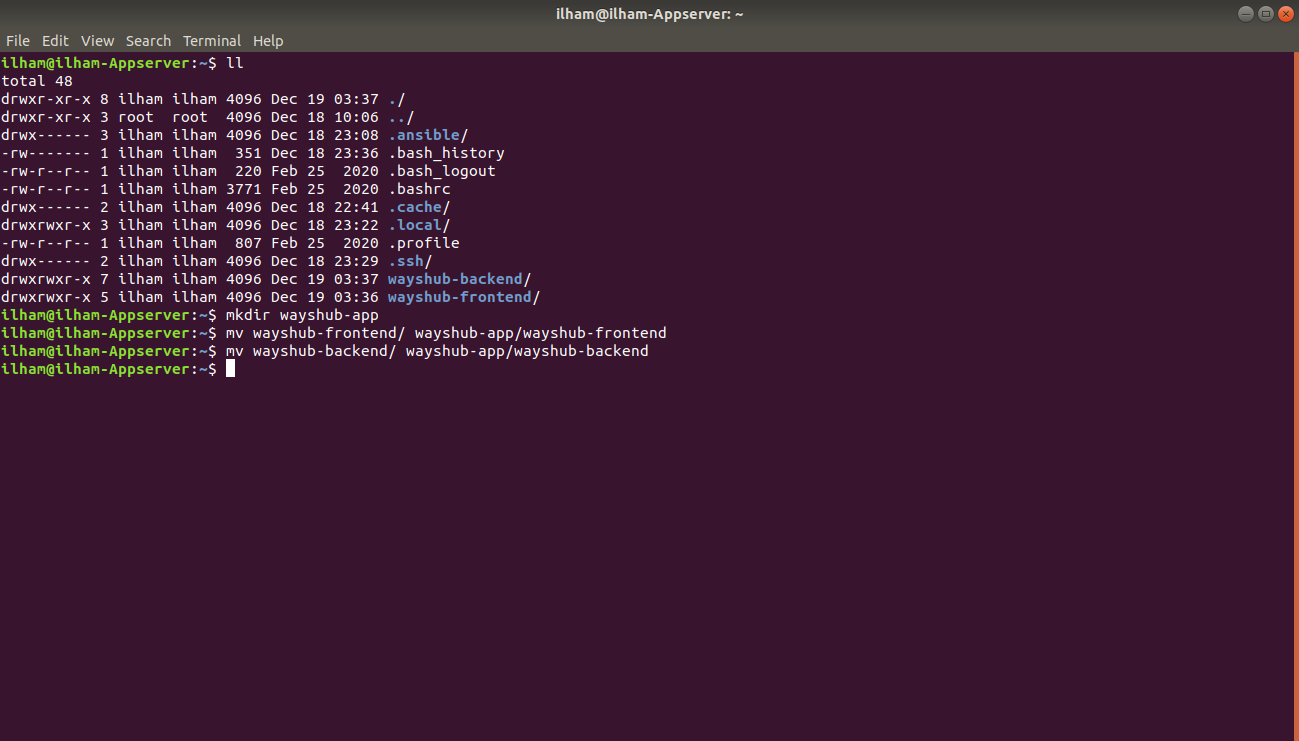 ilham@ilham-Appserver: ~
File Edit View Search Terminal Help
ilham@ilham-Appserver:~$ ll
total 48
drwxr-xr-x 8 ilham ilham 4096 Dec 19 03:37 ./
drwxr-xr-x 3 root  root  4096 Dec 18 10:06 ../
drwx------ 3 ilham ilham 4096 Dec 18 23:08 .ansible/
-rw------- 1 ilham ilham  351 Dec 18 23:36 .bash_history
-rw-r--r-- 1 ilham ilham  220 Feb 25  2020 .bash_logout
-rw-r--r-- 1 ilham ilham 3771 Feb 25  2020 .bashrc
drwx------ 2 ilham ilham 4096 Dec 18 22:41 .cache/
drwxrwxr-x 3 ilham ilham 4096 Dec 18 23:22 .local/
-rw-r--r-- 1 ilham ilham  807 Feb 25  2020 .profile
drwx------ 2 ilham ilham 4096 Dec 18 23:29 .ssh/
drwxrwxr-x 7 ilham ilham 4096 Dec 19 03:37 wayshub-backend/
drwxrwxr-x 5 ilham ilham 4096 Dec 19 03:36 wayshub-frontend/
ilham@ilham-Appserver:~$ mkdir wayshub-app
ilham@ilham-Appserver:~$ mv wayshub-frontend/ wayshub-app/wayshub-frontend
ilham@ilham-Appserver:~$ mv wayshub-backend/ wayshub-app/wayshub-backend
ilham@ilham-Appserver:~$